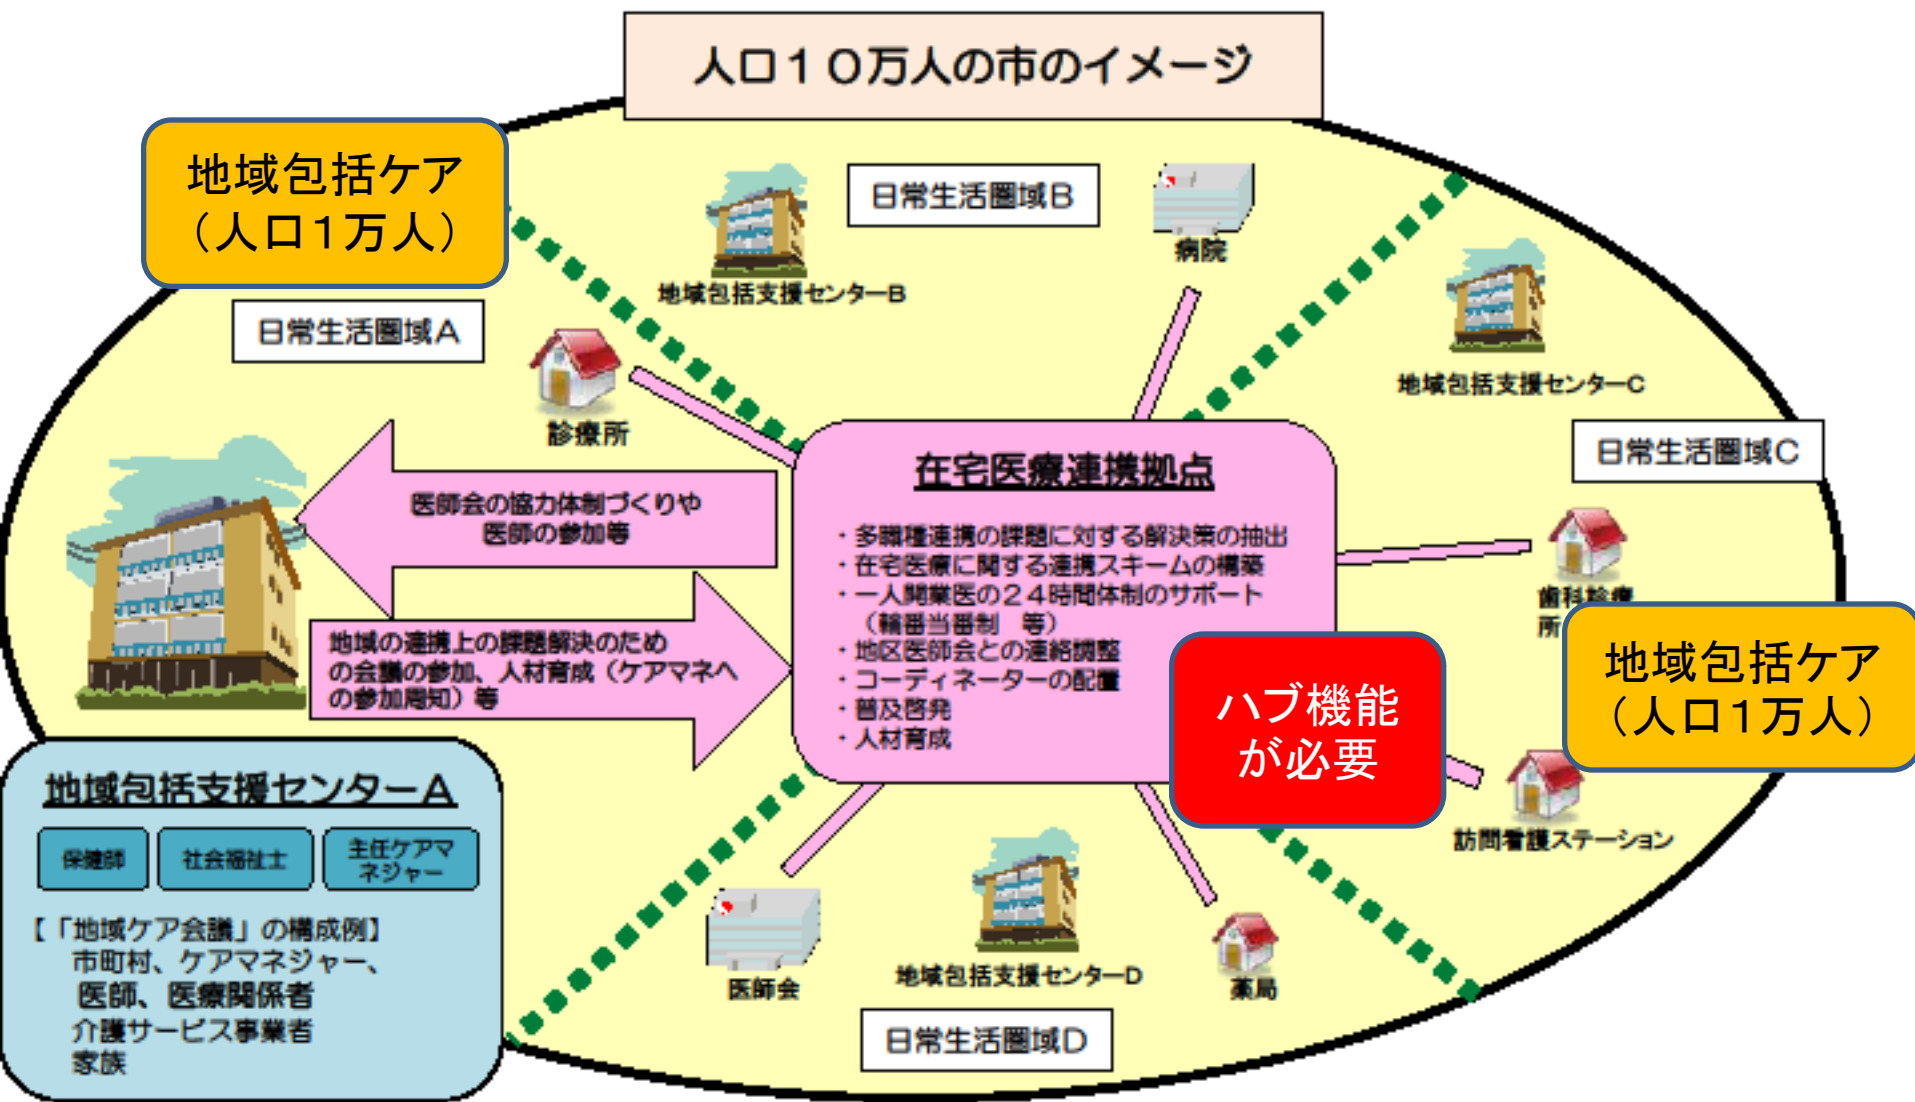 人口１０万人の市のイメージ
地域包括ケア
（人口１万人）
日常生活圏域Ｂ
病院
地域包括支援センターB
地域包括支援センターC
日常生活圏域Ａ
診療所
日常生活圏域Ｃ
医師会の協力体制づくりや
医師の参加等
地域の連携上の課題解決のため
の会議の参加、人材育成（ケアマネへ
の参加周知）等
在宅医療連携拠点
・多職種連携の課題に対する解決策の抽出
・在宅医療に関する連携スキームの構築
・一人開業医の２４時間体制のサポート
（輪番当番制　等）
・地区医師会との連絡調整
・コーディネーターの配置
・普及啓発
・人材育成
歯科診療
所
地域包括ケア
（人口１万人）
ハブ機能
が必要
訪問看護ステーション
地域包括支援センターＡ
保健師
社会福祉士
主任ケアマ
ネジャー
【「地域ケア会議」の構成例】
市町村、ケアマネジャー、
医師、医療関係者
介護サービス事業者
家族
医師会
地域包括支援センターD
薬局
日常生活圏域Ｄ